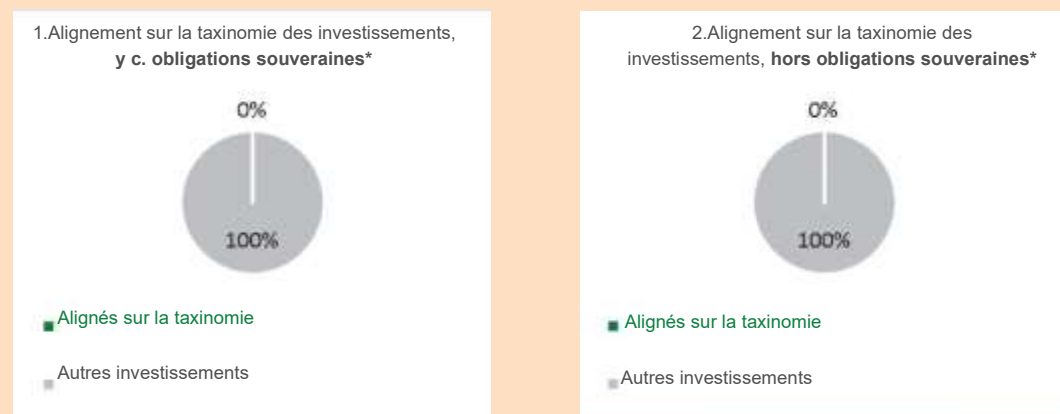 1.Alignement sur la taxinomie des investissements,
y c. obligations souveraines*
0%
100%
Alignés sur la taxinomie
Autres investissements
2.Alignement sur la taxinomie des
investissements, hors obligations souveraines*
0%
100%
Alignés sur la taxinomie
Autres investissements